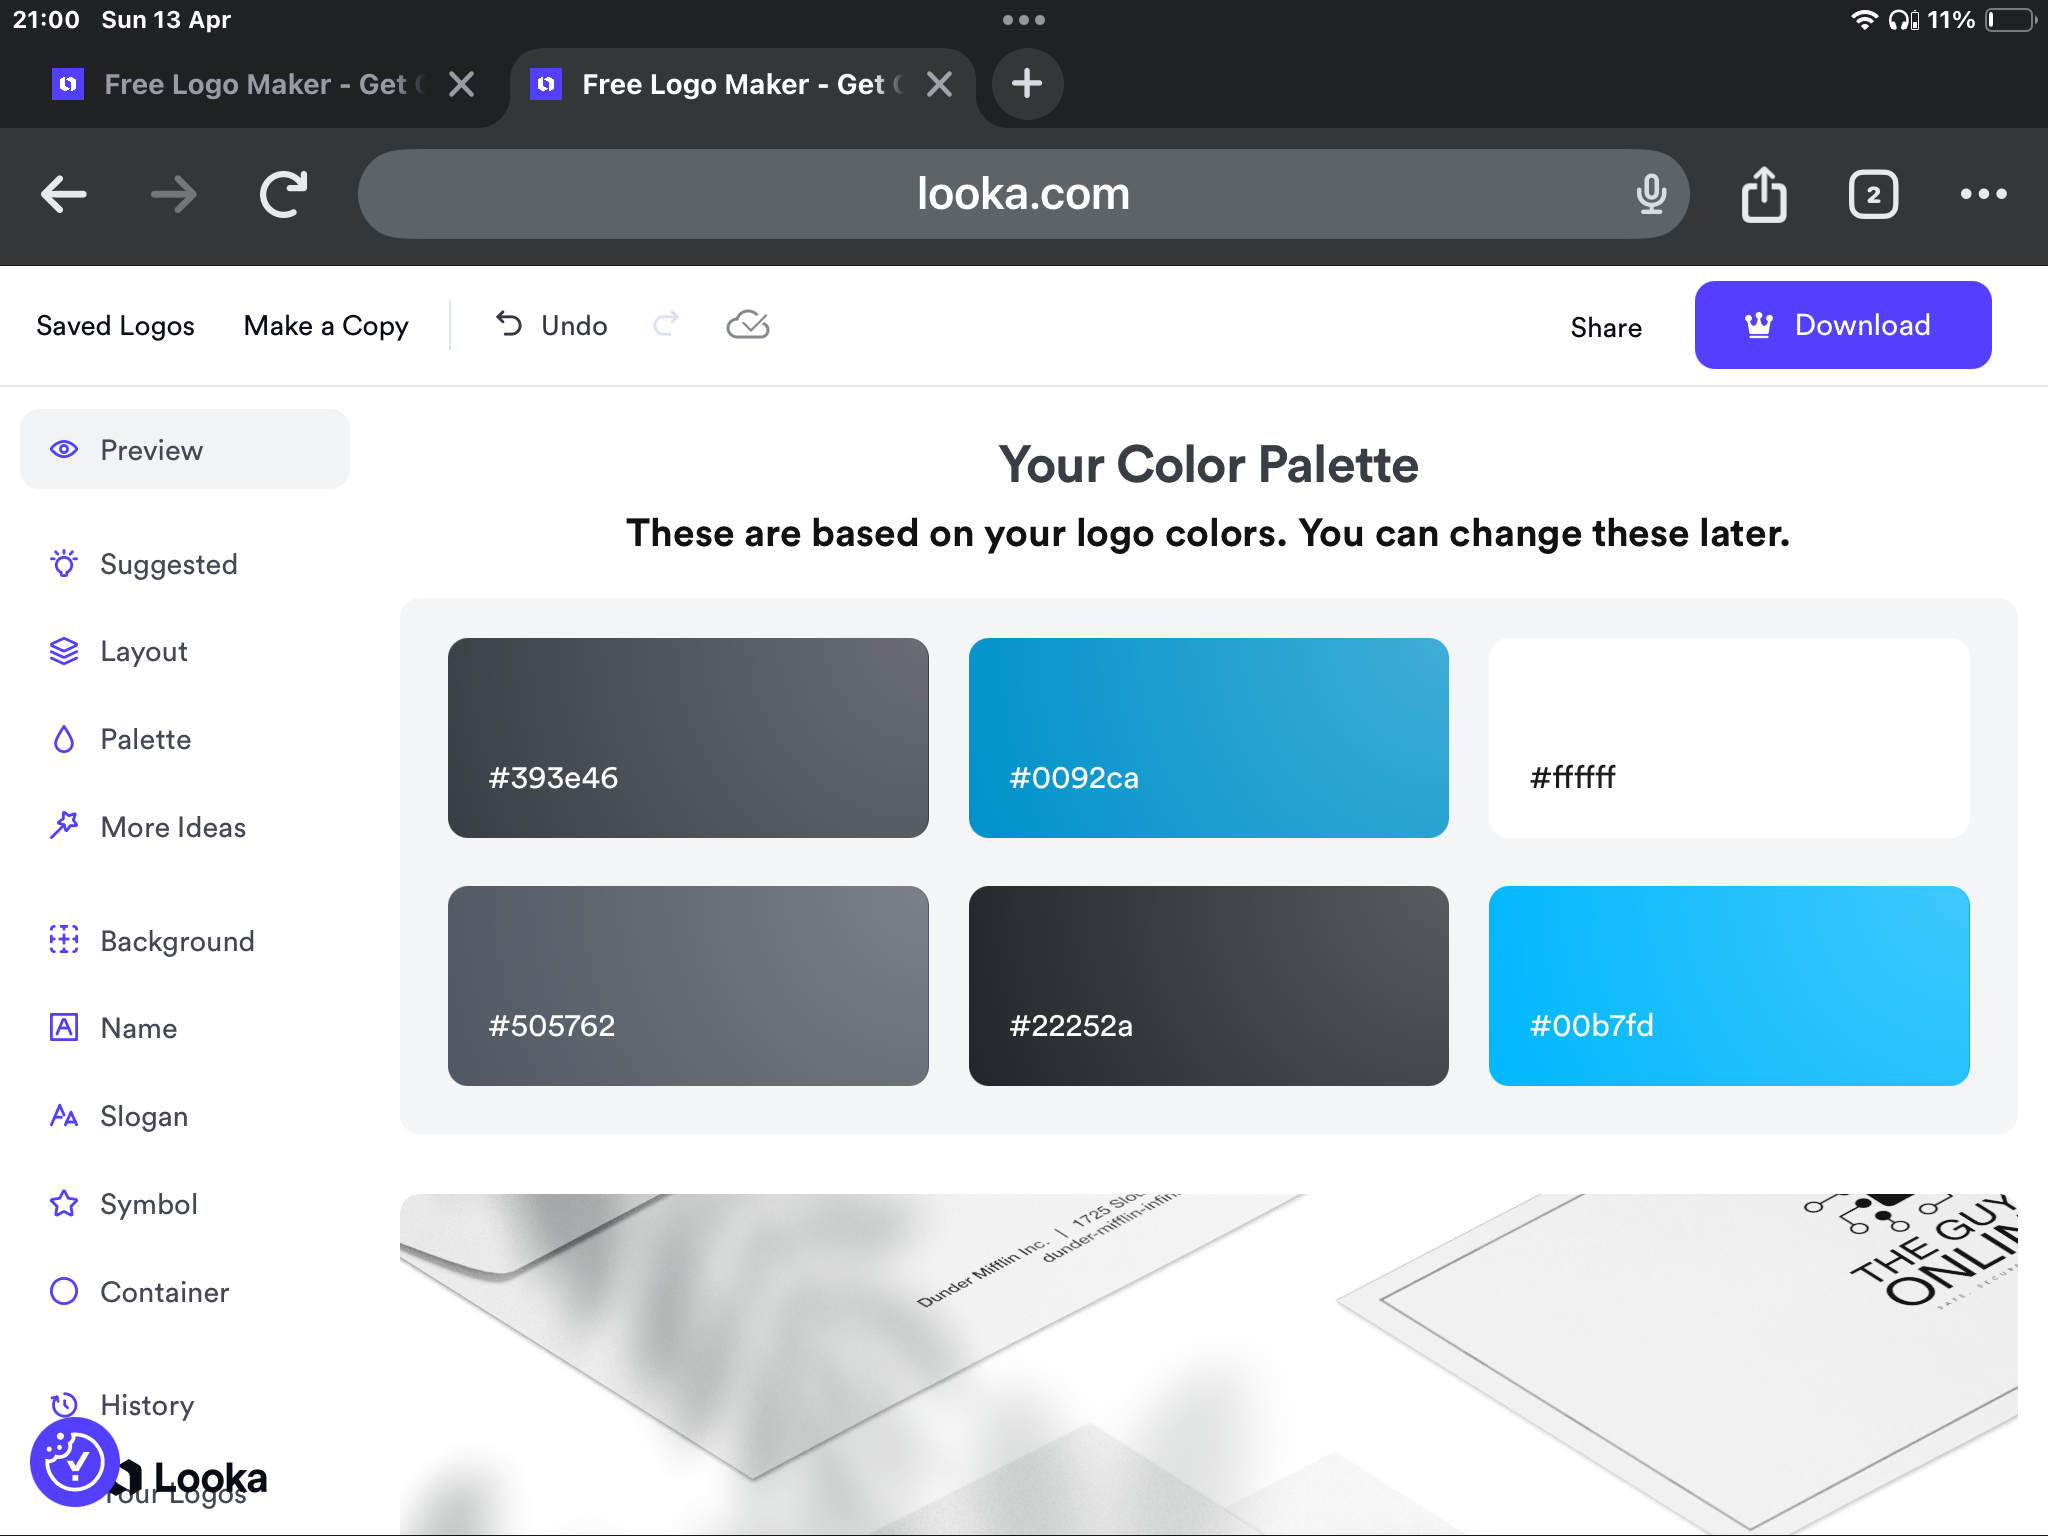 21:00 Sun 13 Apr
11%
Free Logo Maker - Get
Free Logo Maker - Get
looka.com
2
Saved Logos
Make a Copy
Undo
Share
Download
Preview
Suggested
Layout
Palette
More Ideas
Background
Name
Slogan
Symbol
Container
History
Your Logos
Looka
Your Color Palette
These are based on your logo colors. You can change these later.
#393e46
#0092ca
#ffffff
#505762
#22252a
#00b7fd
Dunder Mifflin Inc. | 1725
dunder-mifflin-infin
THE GUY
ONLIN
SAFE. SECURE